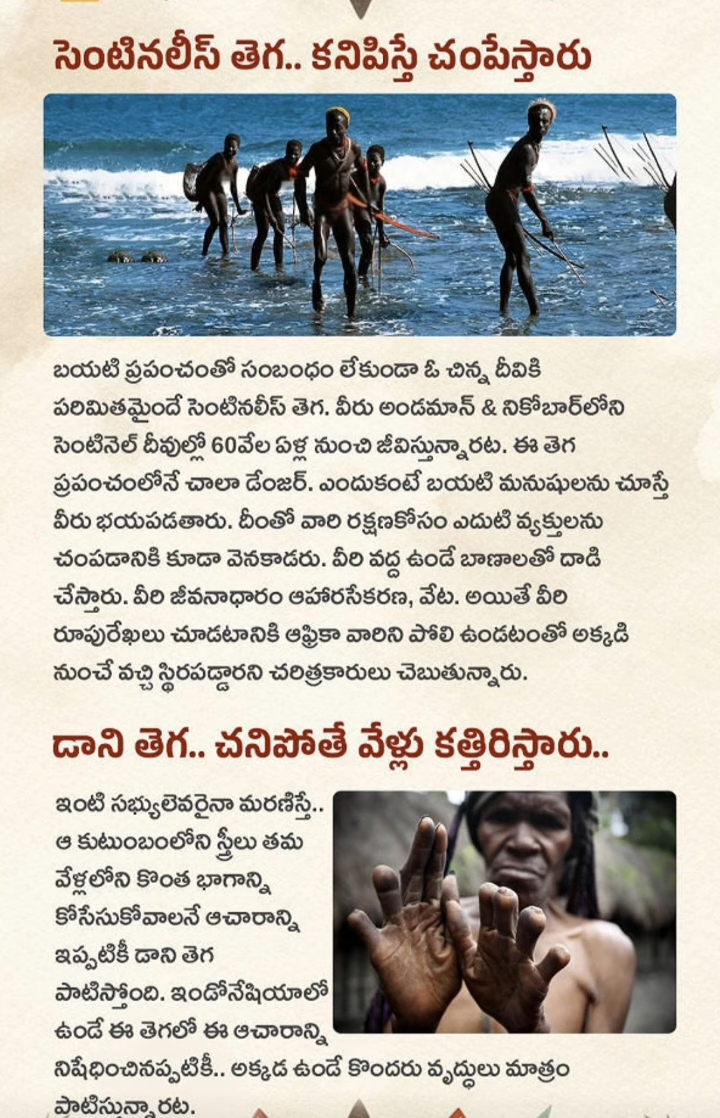 సెంటినలీస్ తెగ.. కనిపిస్తే చంపేస్తారు
బయటి ప్రపంచంతో సంబంధం లేకుండా ఓ చిన్న దీవికి
పరిమితమైందే సెంటినలీస్ తెగ. వీరు అండమాన్ & నికోబార్‌లోని
సెంటినెల్ దీవుల్లో 60వేల ఏళ్ల నుంచి జీవిస్తున్నారట. ఈ తెగ
ప్రపంచంలోనే చాలా డేంజర్. ఎందుకంటే బయటి మనుషులను చూస్తే
వీరు భయపడతారు. దీంతో వారి రక్షణకోసం ఎదుటి వ్యక్తులను
చంపడానికి కూడా వెనకాడరు. వీరి వద్ద ఉండే బాణాలతో దాడి
చేస్తారు. వీరి జీవనాధారం ఆహారసేకరణ, వేట. అయితే వీరి
రూపురేఖలు చూడటానికి ఆఫ్రికా వారిని పోలి ఉండటంతో అక్కడి
నుంచే వచ్చి స్థిరపడ్డారని చరిత్రకారులు చెబుతున్నారు.
డాని తెగ.. చనిపోతే వేళ్లు కత్తిరిస్తారు..
ఇంటి సభ్యులెవరైనా మరణిస్తే..
ఆ కుటుంబంలోని స్త్రీలు తమ
వేళ్లలోని కొంత భాగాన్ని
కోసేసుకోవాలనే ఆచారాన్ని
ఇప్పటికీ డాని తెగ
పాటిస్తోంది. ఇండోనేషియాలో
ఉండే ఈ తెగలో ఈ ఆచారాన్ని
నిషేధించినప్పటికీ.. అక్కడ ఉండే కొందరు వృద్ధులు మాత్రం
పాటిస్తున్నారట.